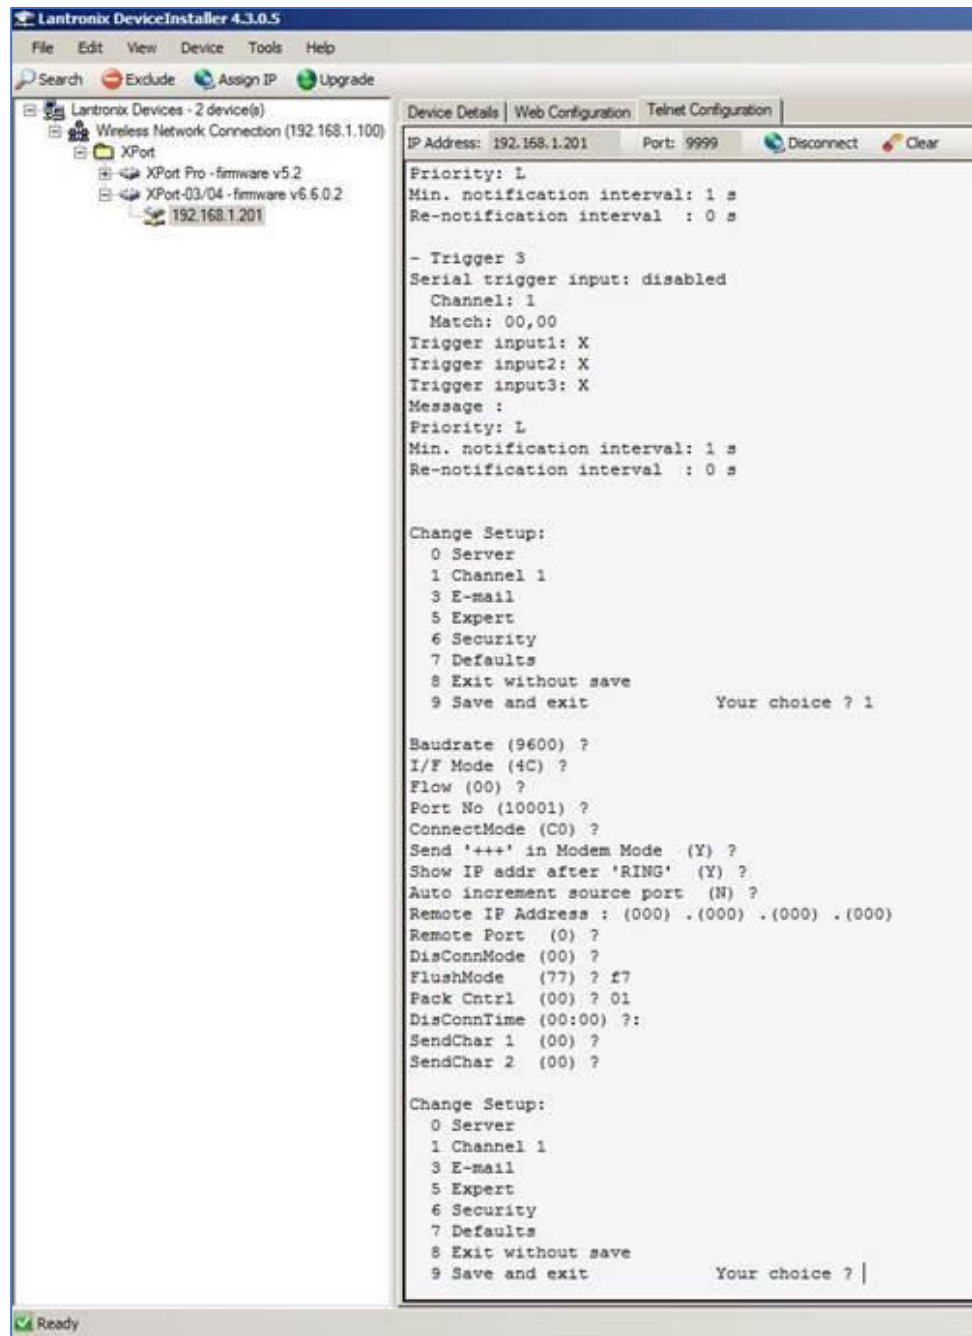 Lantronix DeviceInstaller 4.3.0.5
File Edit View Device Tools Help
Search Exclude Assign IP Upgrade
Lantronix Devices - 2 device(s)
Wireless Network Connection (192.168.1.100)
XPort
XPort Pro - firmware v5.2
XPort-03/04 - firmware v6.6.0.2
192.168.1.201
Device Details Web Configuration Telnet Configuration
IP Address: 192.168.1.201 Port: 9999 Disconnect Clear
Priority: L
Min. notification interval: 1 s
Re-notification interval : 0 s
- Trigger 3
Serial trigger input: disabled
Channel: 1
Match: 00,00
Trigger input1: X
Trigger input2: X
Trigger input3: X
Message :
Priority: L
Min. notification interval: 1 s
Re-notification interval : 0 s
Change Setup:
0 Server
1 Channel 1
3 E-mail
5 Expert
6 Security
7 Defaults
8 Exit without save
9 Save and exit Your choice ? 1
Baudrate (9600) ?
I/F Mode (4C) ?
Flow (00) ?
Port No (10001) ?
ConnectMode (C0) ?
Send '+++' in Modem Mode (Y) ?
Show IP addr after 'RING' (Y) ?
Auto increment source port (N) ?
Remote IP Address : (000) .(000) .(000) .(000)
Remote Port (0) ?
DisConnMode (00) ?
FlushMode (77) ? f7
Pack Cntrl (00) ? 01
DisConnTime (00:00) ?:
SendChar 1 (00) ?
SendChar 2 (00) ?
Change Setup:
0 Server
1 Channel 1
3 E-mail
5 Expert
6 Security
7 Defaults
8 Exit without save
9 Save and exit Your choice ?
Ready